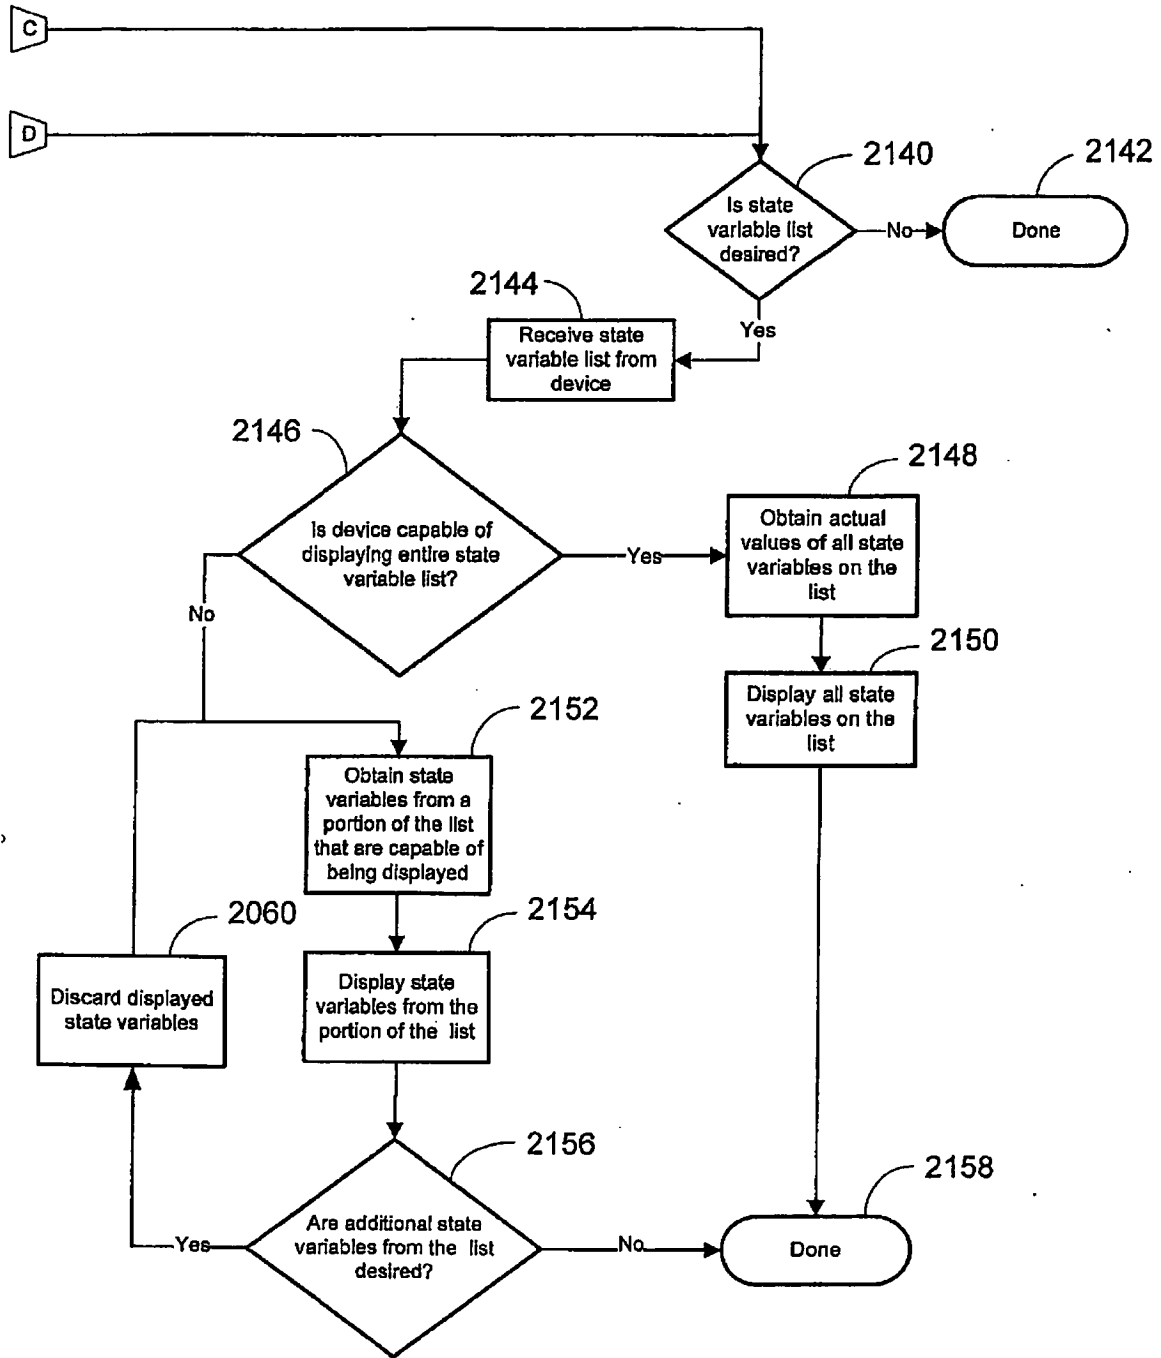 C
D
2140
2142
Is state
variable list
desired?
No
Done
2144
Yes
Receive state
variable list from
device
2146
2148
Is device capable of
displaying entire state
variable list?
Yes
Obtain actual
values of all state
variables on the
list
No
2150
Display all state
variables on the
list
2152
Obtain state
variables from a
portion of the list
that are capable of
being displayed
2060
2154
Discard displayed
state variables
Display state
variables from the
portion of the list
2156
2158
Are additional state
variables from the list
desired?
Yes
No
Done